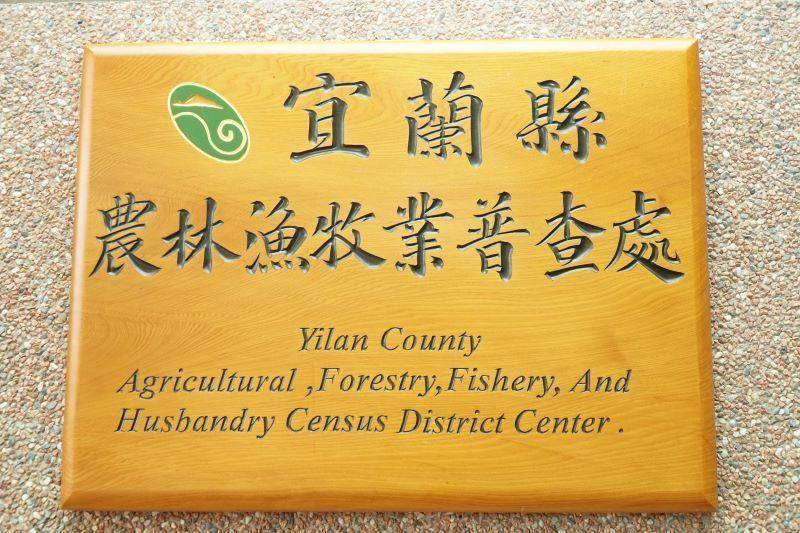 宜蘭縣
農林漁牧業普查處
Yilan County
Agricultural ,Forestry,Fishery, And
Husbandry Census District Center .